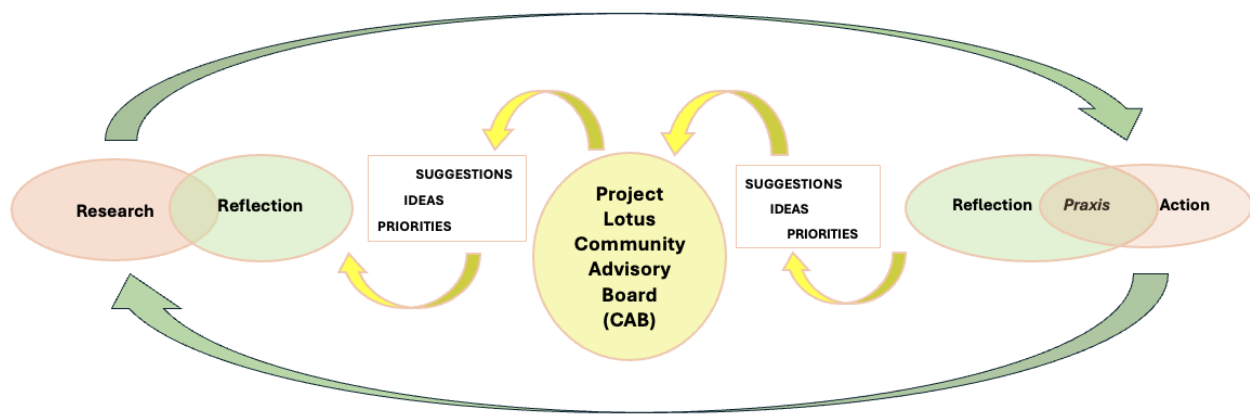 Research
Reflection
SUGGESTIONS
IDEAS
PRIORITIES
Project
Lotus
Community
Advisory
Board
(CAB)
SUGGESTIONS
IDEAS
PRIORITIES
Reflection
Praxis
Action